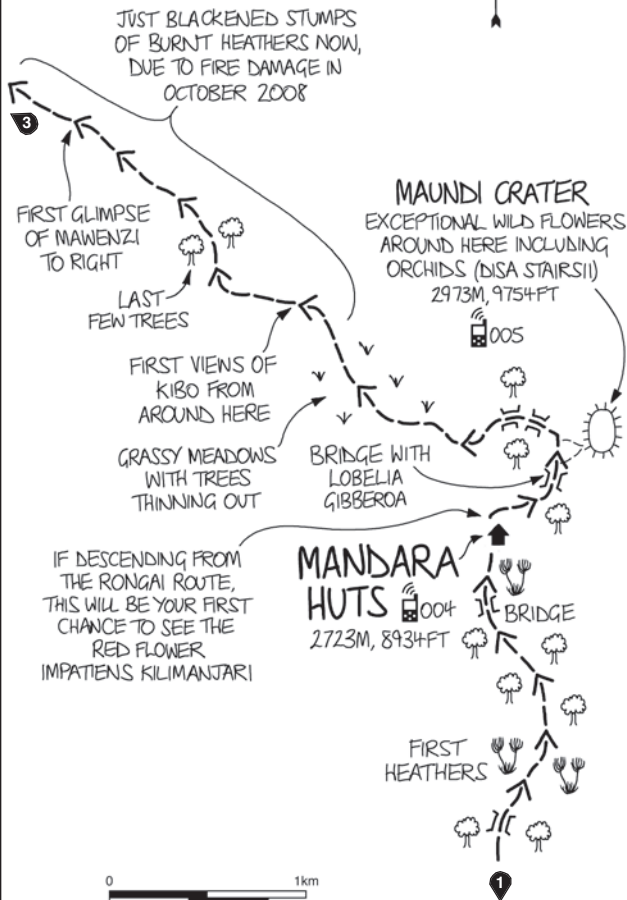 JUST BLACKENED STUMPS
OF BURNT HEATHERS NOW,
DUE TO FIRE DAMAGE IN
OCTOBER 2008
3
FIRST GLIMPSE
OF MAWENZI
TO RIGHT
MAUNDI CRATER
EXCEPTIONAL WILD FLOWERS
AROUND HERE INCLUDING
ORCHIDS (DISA STAIRSII)
2973M, 9754FT
005
LAST
FEW TREES
FIRST VIEWS OF
KIBO FROM
AROUND HERE
GRASSY MEADOWS
WITH TREES
THINNING OUT
BRIDGE WITH
LOBELIA
GIBBEROA
IF DESCENDING FROM
THE RONGAI ROUTE,
THIS WILL BE YOUR FIRST
CHANCE TO SEE THE
RED FLOWER
IMPATIENS KILIMANJARI
MANDARA
HUTS
004
2723M, 8934FT
BRIDGE
FIRST
HEATHERS
0 1km
1